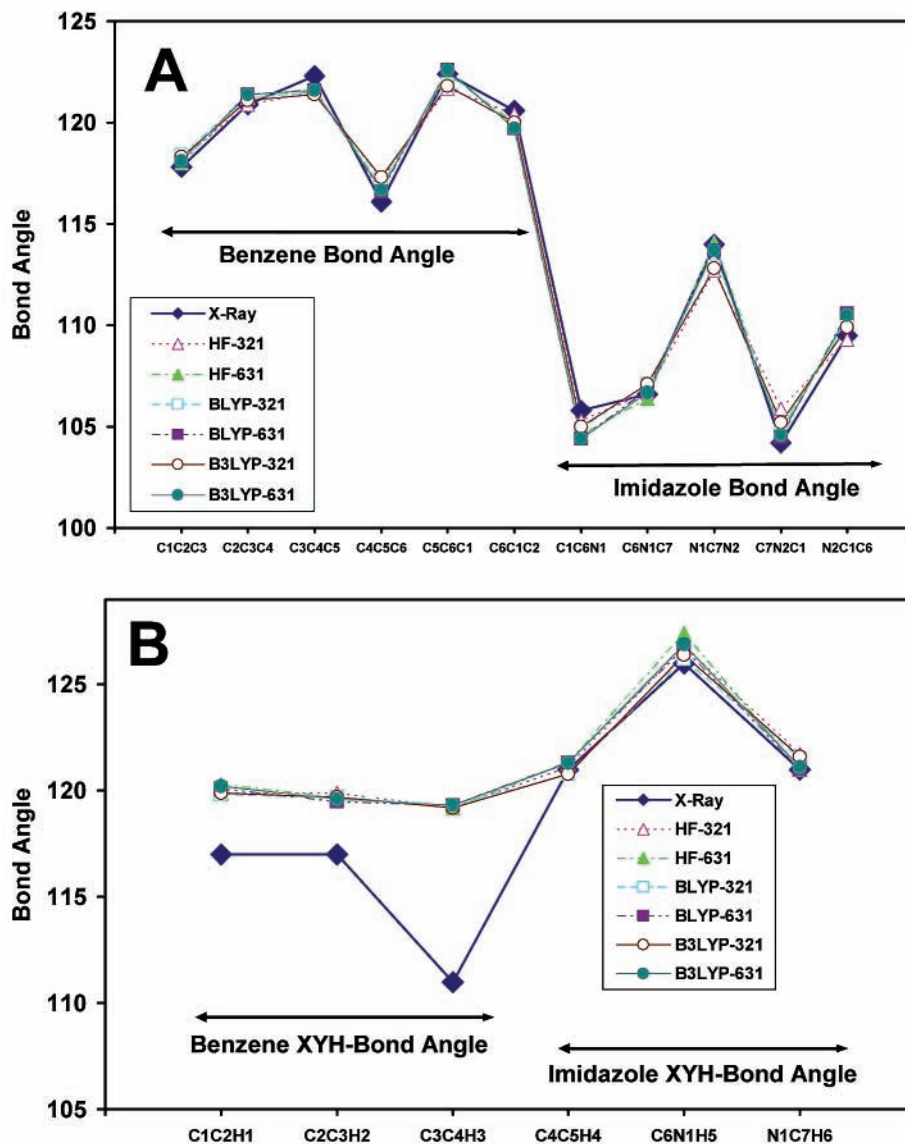 A
125
120
115
110
105
100
Bond Angle
Benzene Bond Angle
X-Ray
HF-321
HF-631
BLYP-321
BLYP-631
B3LYP-321
B3LYP-631
Imidazole Bond Angle
C1C2C3 C2C3C4 C3C4C5 C4C5C6 C5C6C1 C6C1C2 C1C6N1 C6N1C7 N1C7N2 C7N2C1 N2C1C6
B
125
120
115
110
105
Bond Angle
X-Ray
HF-321
HF-631
BLYP-321
BLYP-631
B3LYP-321
B3LYP-631
Benzene XYH-Bond Angle
Imidazole XYH-Bond Angle
C1C2H1 C2C3H2 C3C4H3 C4C5H4 C6N1H5 N1C7H6